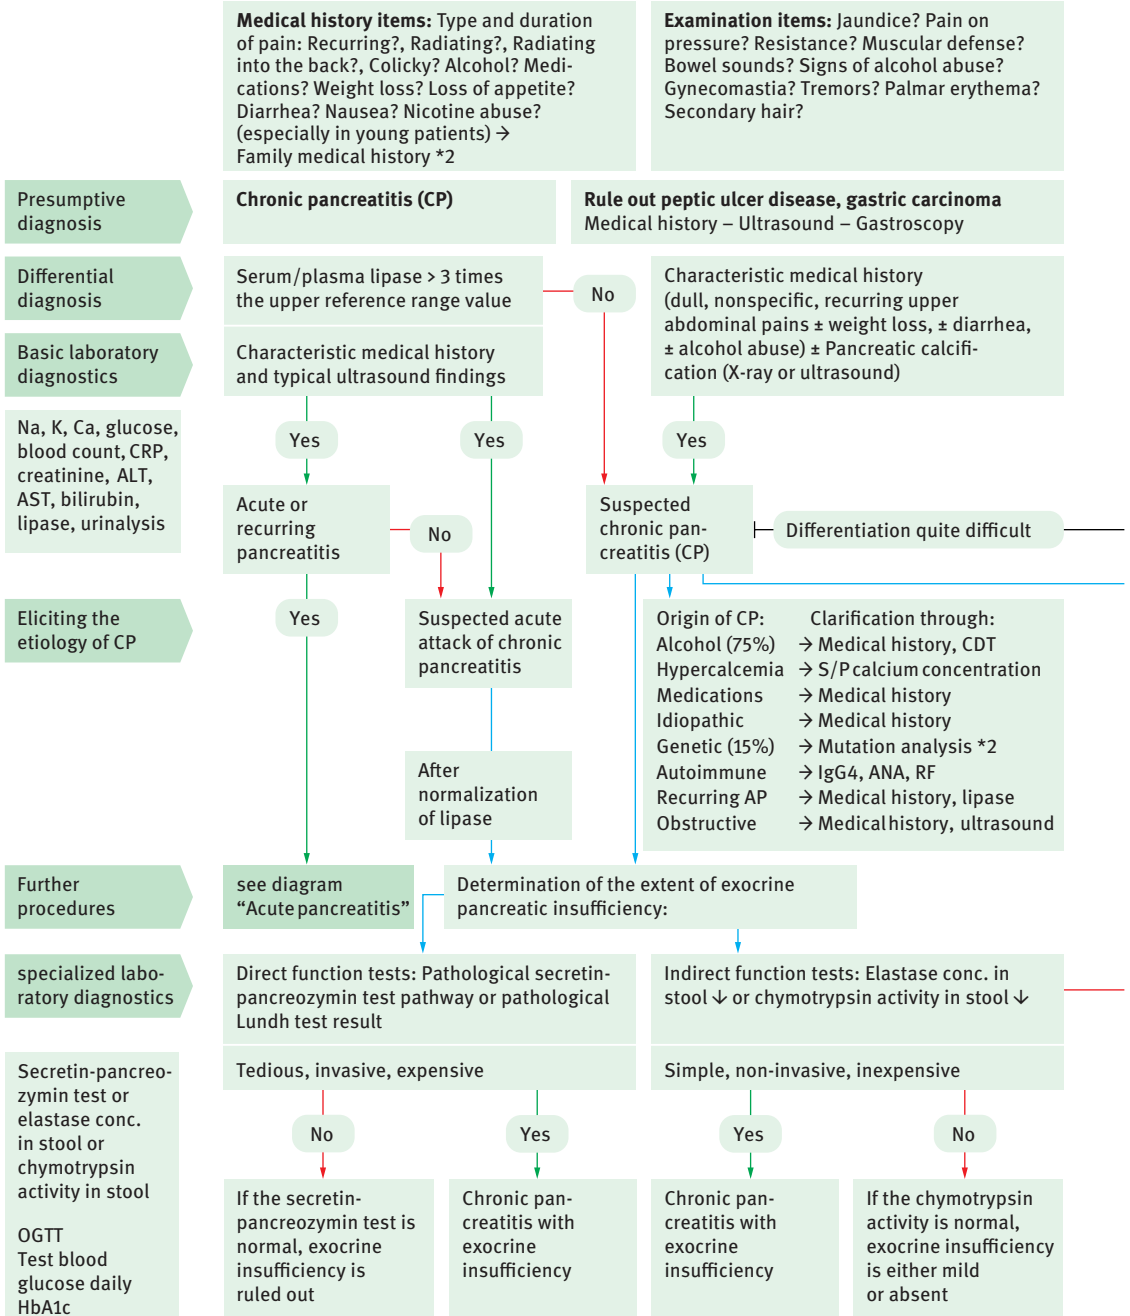 Medical history items: Type and duration
of pain: Recurring?, Radiating?, Radiating
into the back?, Colicky? Alcohol? Medi-
cations? Weight loss? Loss of appetite?
Diarrhea? Nausea? Nicotine abuse?
(especially in young patients) →
Family medical history *2
Examination items: Jaundice? Pain on
pressure? Resistance? Muscular defense?
Bowel sounds? Signs of alcohol abuse?
Gynecomastia? Tremors? Palmar erythema?
Secondary hair?
Presumptive
diagnosis
Chronic pancreatitis (CP)
Rule out peptic ulcer disease, gastric carcinoma
Medical history – Ultrasound – Gastroscopy
Differential
diagnosis
Serum/plasma lipase > 3 times
the upper reference range value
No
Characteristic medical history
(dull, nonspecific, recurring upper
abdominal pains ± weight loss, ± diarrhea,
± alcohol abuse) ± Pancreatic calcifi-
cation (X-ray or ultrasound)
Basic laboratory
diagnostics
Characteristic medical history
and typical ultrasound findings
Na, K, Ca, glucose,
blood count, CRP,
creatinine, ALT,
AST, bilirubin,
lipase, urinalysis
Yes
Yes
Yes
Acute or
recurring
pancreatitis
No
Suspected
chronic pan-
creatitis (CP)
Differentiation quite difficult
Eliciting the
etiology of CP
Yes
Suspected acute
attack of chronic
pancreatitis
Origin of CP: Clarification through:
Alcohol (75%) → Medical history, CDT
Hypercalcemia → S/P calcium concentration
Medications → Medical history
Idiopathic → Medical history
Genetic (15%) → Mutation analysis *2
Autoimmune → IgG4, ANA, RF
Recurring AP → Medical history, lipase
Obstructive → Medical history, ultrasound
After
normalization
of lipase
Further
procedures
see diagram
“Acute pancreatitis”
Determination of the extent of exocrine
pancreatic insufficiency:
specialized labo-
ratory diagnostics
Direct function tests: Pathological secretin-
pancreozymin test pathway or pathological
Lundh test result
Indirect function tests: Elastase conc. in
stool ↓ or chymotrypsin activity in stool ↓
Tedious, invasive, expensive
Simple, non-invasive, inexpensive
Secretin-pancreo-
zymin test or
elastase conc.
in stool or
chymotrypsin
activity in stool
OGTT
Test blood
glucose daily
HbA1c
No
Yes
Yes
No
If the secretin-
pancreozymin test is
normal, exocrine
insufficiency is
ruled out
Chronic pan-
creatitis with
exocrine
insufficiency
Chronic pan-
creatitis with
exocrine
insufficiency
If the chymotrypsin
activity is normal,
exocrine insufficiency
is either mild
or absent